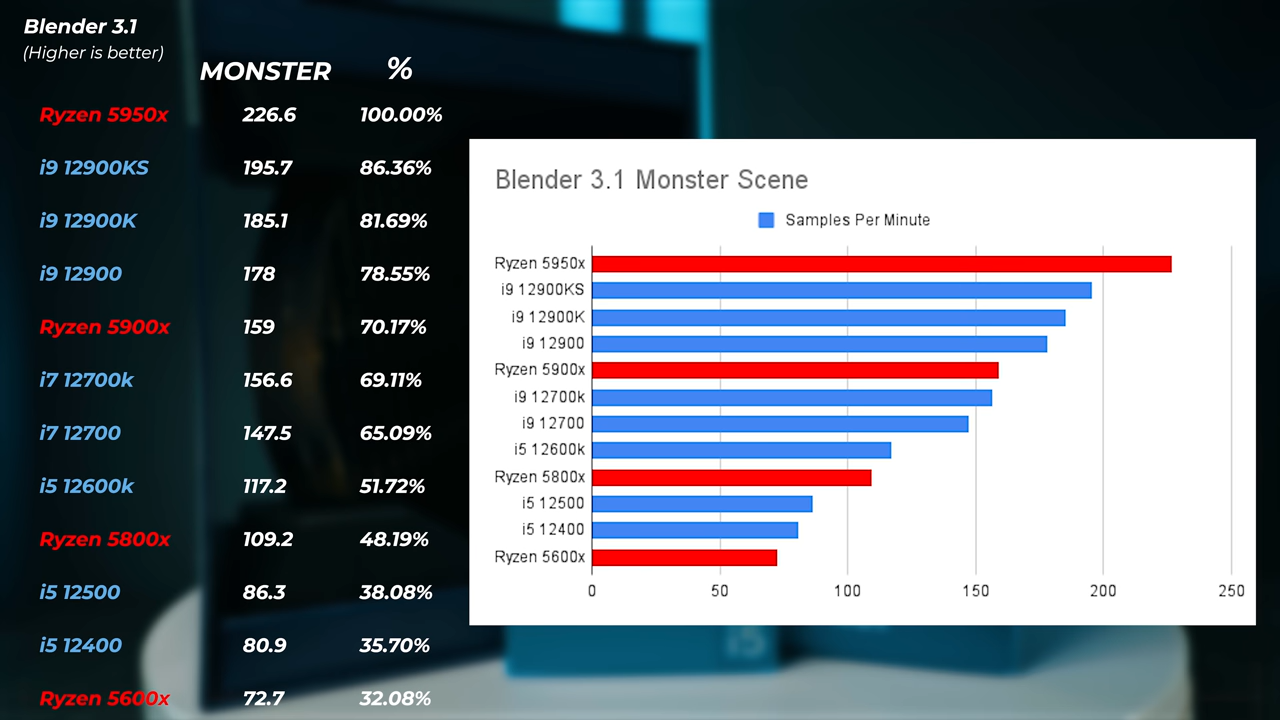 Blender 3.1
(Higher is better)
MONSTER %
Ryzen 5950x 226.6 100.00%
i9 12900KS 195.7 86.36%
i9 12900K 185.1 81.69%
i9 12900 178 78.55%
Ryzen 5900x 159 70.17%
i7 12700k 156.6 69.11%
i7 12700 147.5 65.09%
i5 12600k 117.2 51.72%
Ryzen 5800x 109.2 48.19%
i5 12500 86.3 38.08%
i5 12400 80.9 35.70%
Ryzen 5600x 72.7 32.08%
Blender 3.1 Monster Scene
Samples Per Minute
Ryzen 5950x
i9 12900KS
i9 12900K
i9 12900
Ryzen 5900x
i9 12700k
i9 12700
i5 12600k
Ryzen 5800x
i5 12500
i5 12400
Ryzen 5600x
0 50 100 150 200 250
i5